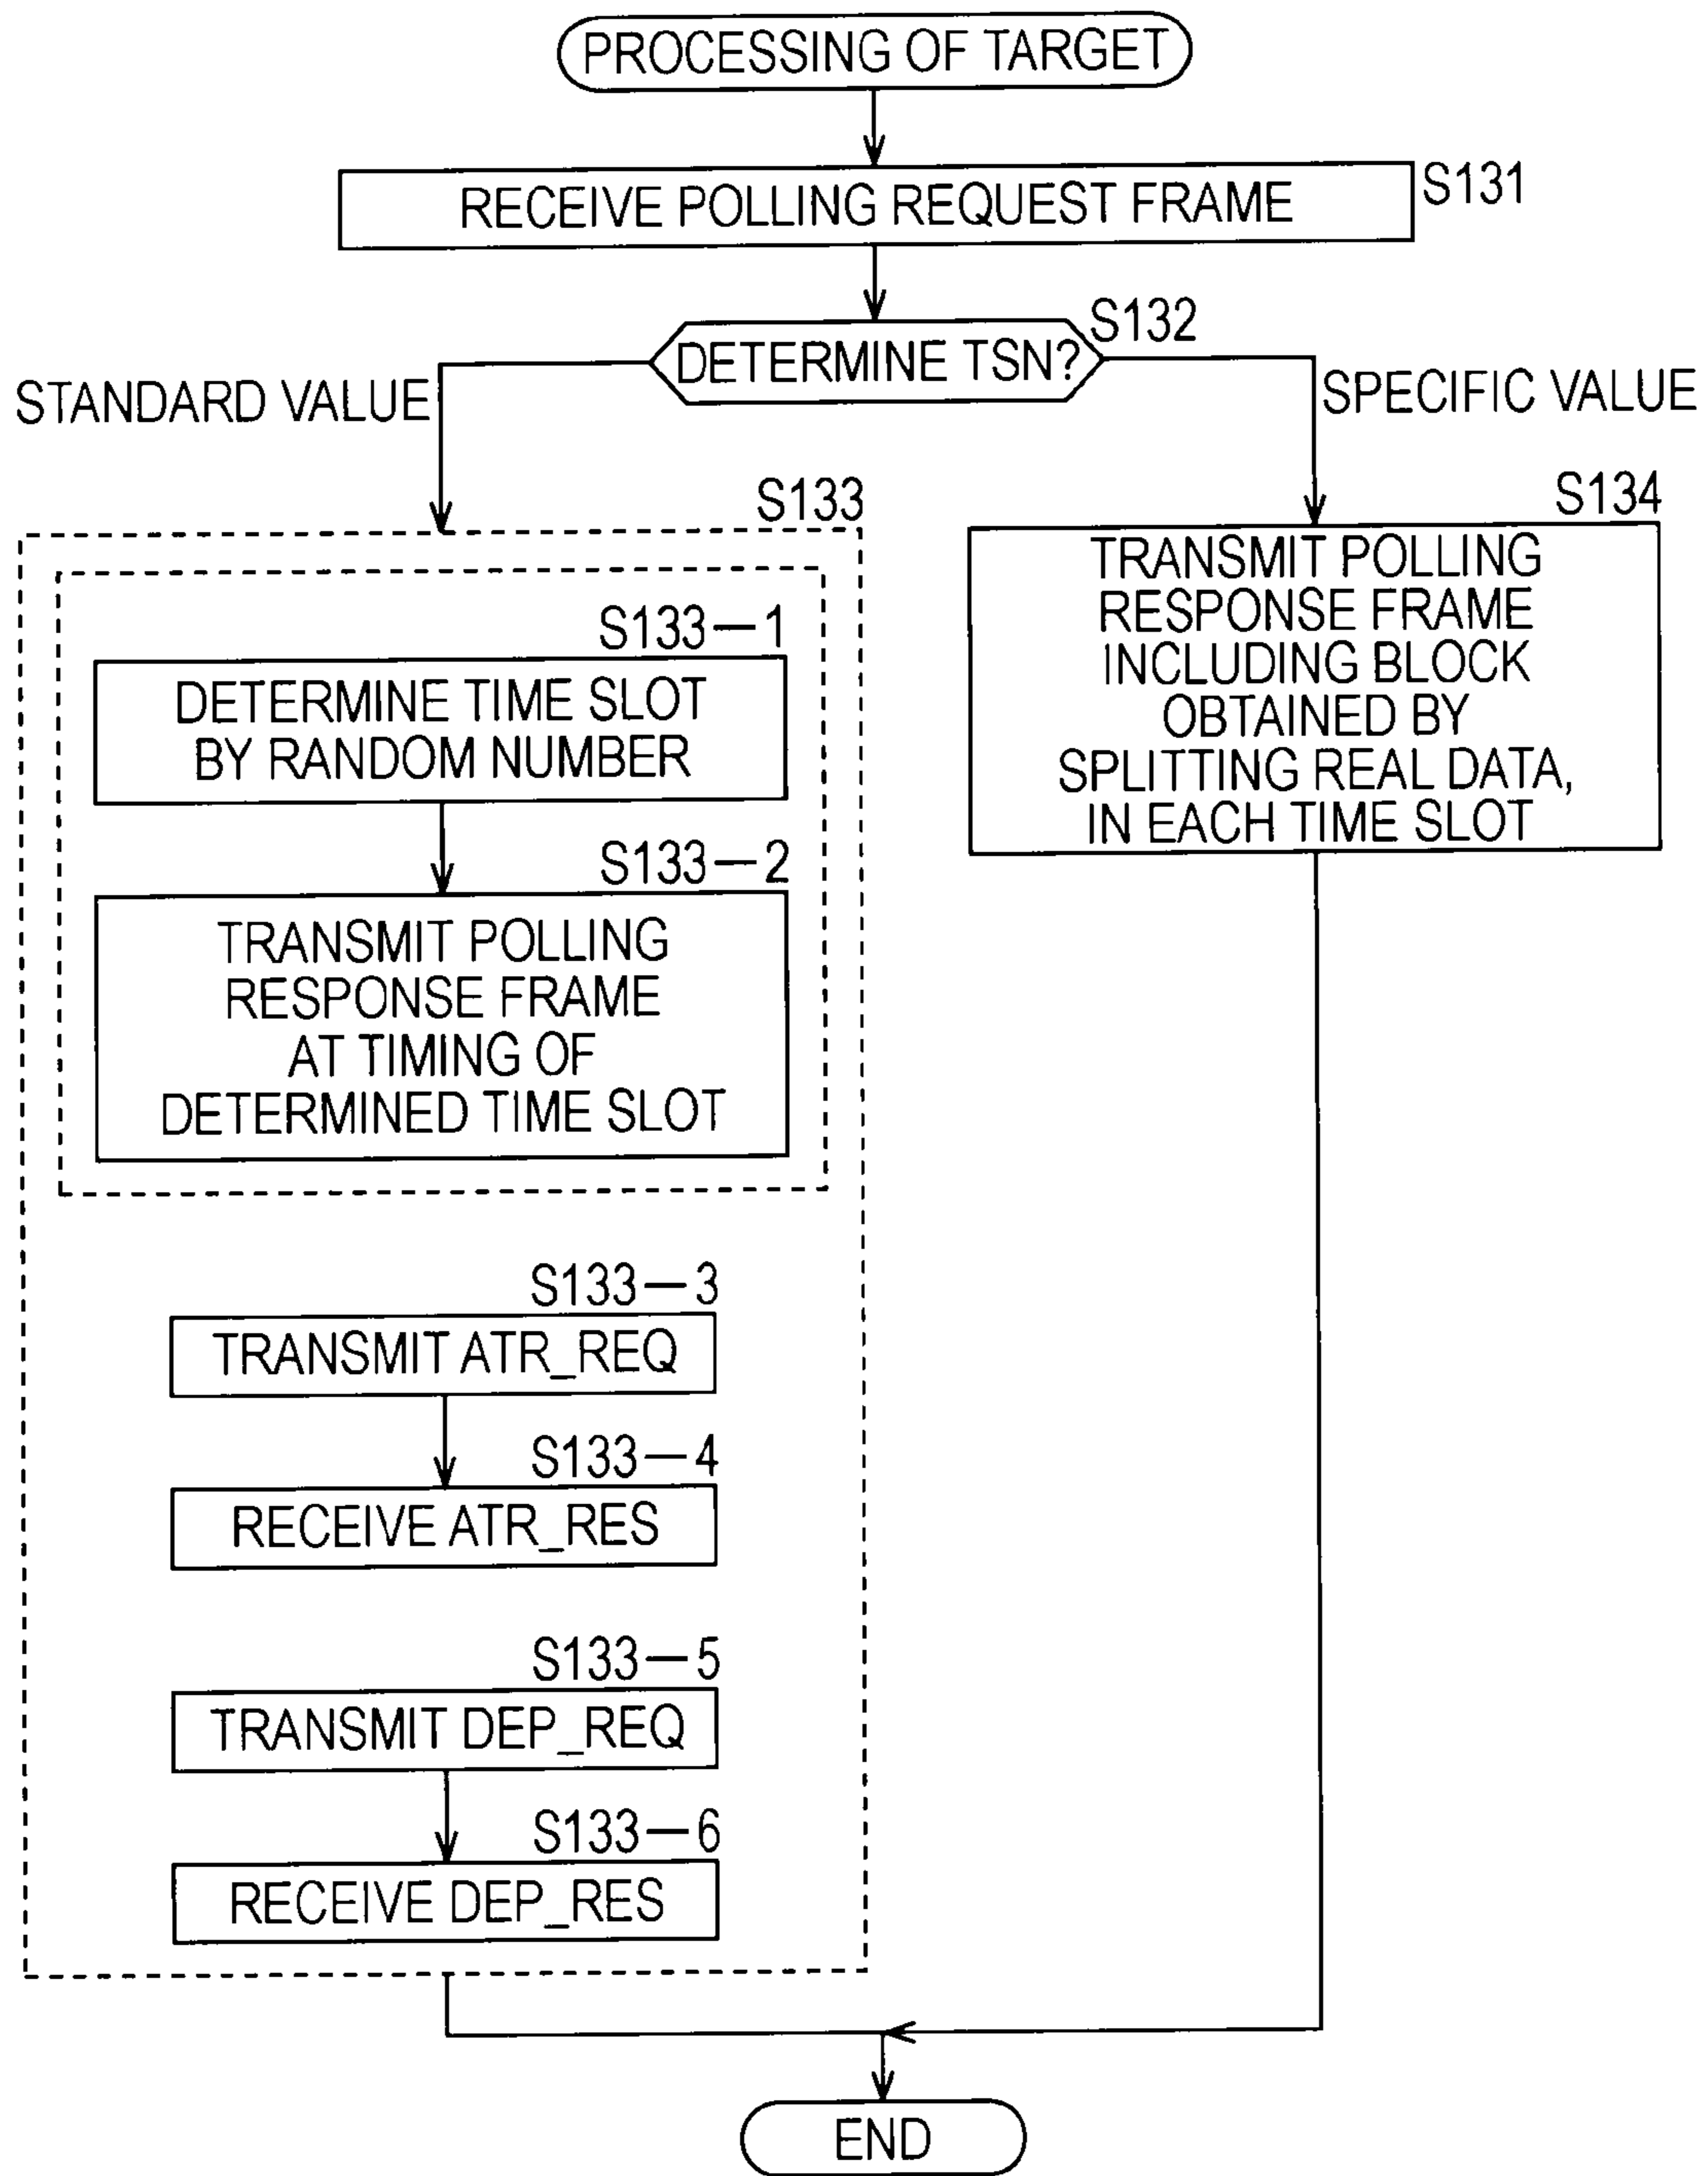 PROCESSING OF TARGET
RECEIVE POLLING REQUEST FRAME
S131
DETERMINE TSN?
S132
STANDARD VALUE
SPECIFIC VALUE
S133
S133-1
DETERMINE TIME SLOT
BY RANDOM NUMBER
S133-2
TRANSMIT POLLING
RESPONSE FRAME
AT TIMING OF
DETERMINED TIME SLOT
S133-3
TRANSMIT ATR_REQ
S133-4
RECEIVE ATR_RES
S133-5
TRANSMIT DEP_REQ
S133-6
RECEIVE DEP_RES
S134
TRANSMIT POLLING
RESPONSE FRAME
INCLUDING BLOCK
OBTAINED BY
SPLITTING REAL DATA,
IN EACH TIME SLOT
END